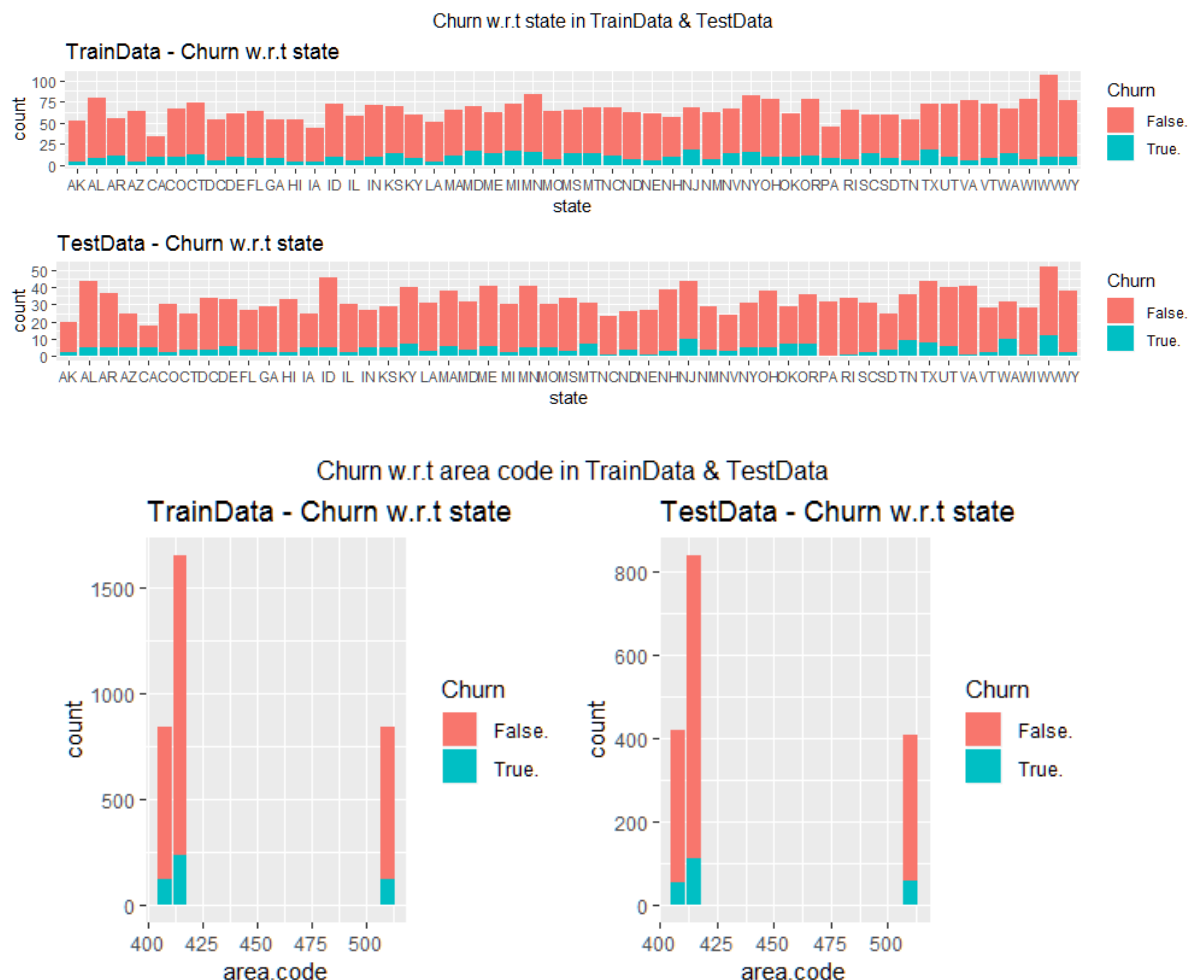 Churn w.r.t state in TrainData & TestData
TrainData - Churn w.r.t state
100
75
50
25
0
count
AK AL AR AZ CA CO CT DC DE FL GA HI IA ID IL IN KS KY LA MA MD ME MI MN MO MS MT NC ND NE NH NJ NM NV NY OH OK OR PA RI SC SD TN TX UT VA VT WA WI WV WY
state
Churn
False.
True.
TestData - Churn w.r.t state
50
40
30
20
10
0
count
AK AL AR AZ CA CO CT DC DE FL GA HI IA ID IL IN KS KY LA MA MD ME MI MN MO MS MT NC ND NE NH NJ NM NV NY OH OK OR PA RI SC SD TN TX UT VA VT WA WI WV WY
state
Churn
False.
True.
Churn w.r.t area code in TrainData & TestData
TrainData - Churn w.r.t state
1500
1000
500
0
count
400 425 450 475 500
area.code
Churn
False.
True.
TestData - Churn w.r.t state
800
600
400
200
0
count
400 425 450 475 500
area.code
Churn
False.
True.